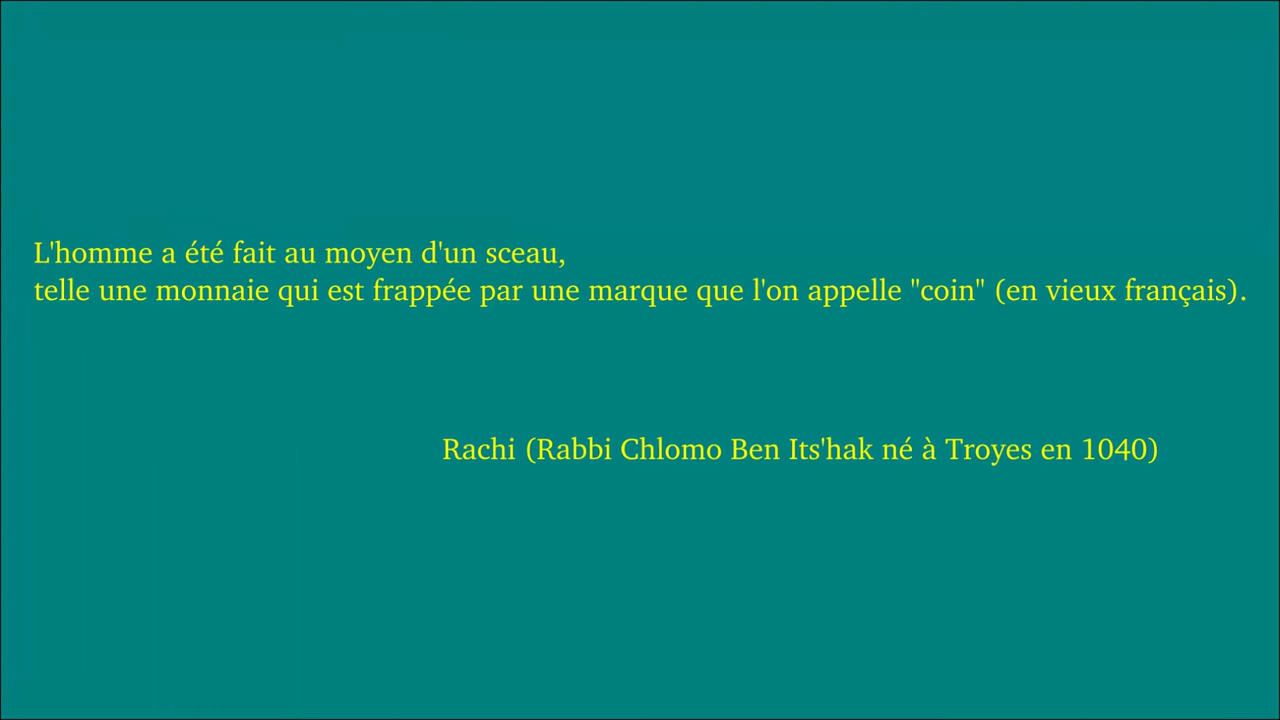 L'homme a été fait au moyen d'un sceau,
telle une monnaie qui est frappée par une marque que l'on appelle "coin" (en vieux français).
Rachi (Rabbi Chlomo Ben Its'hak né à Troyes en 1040)